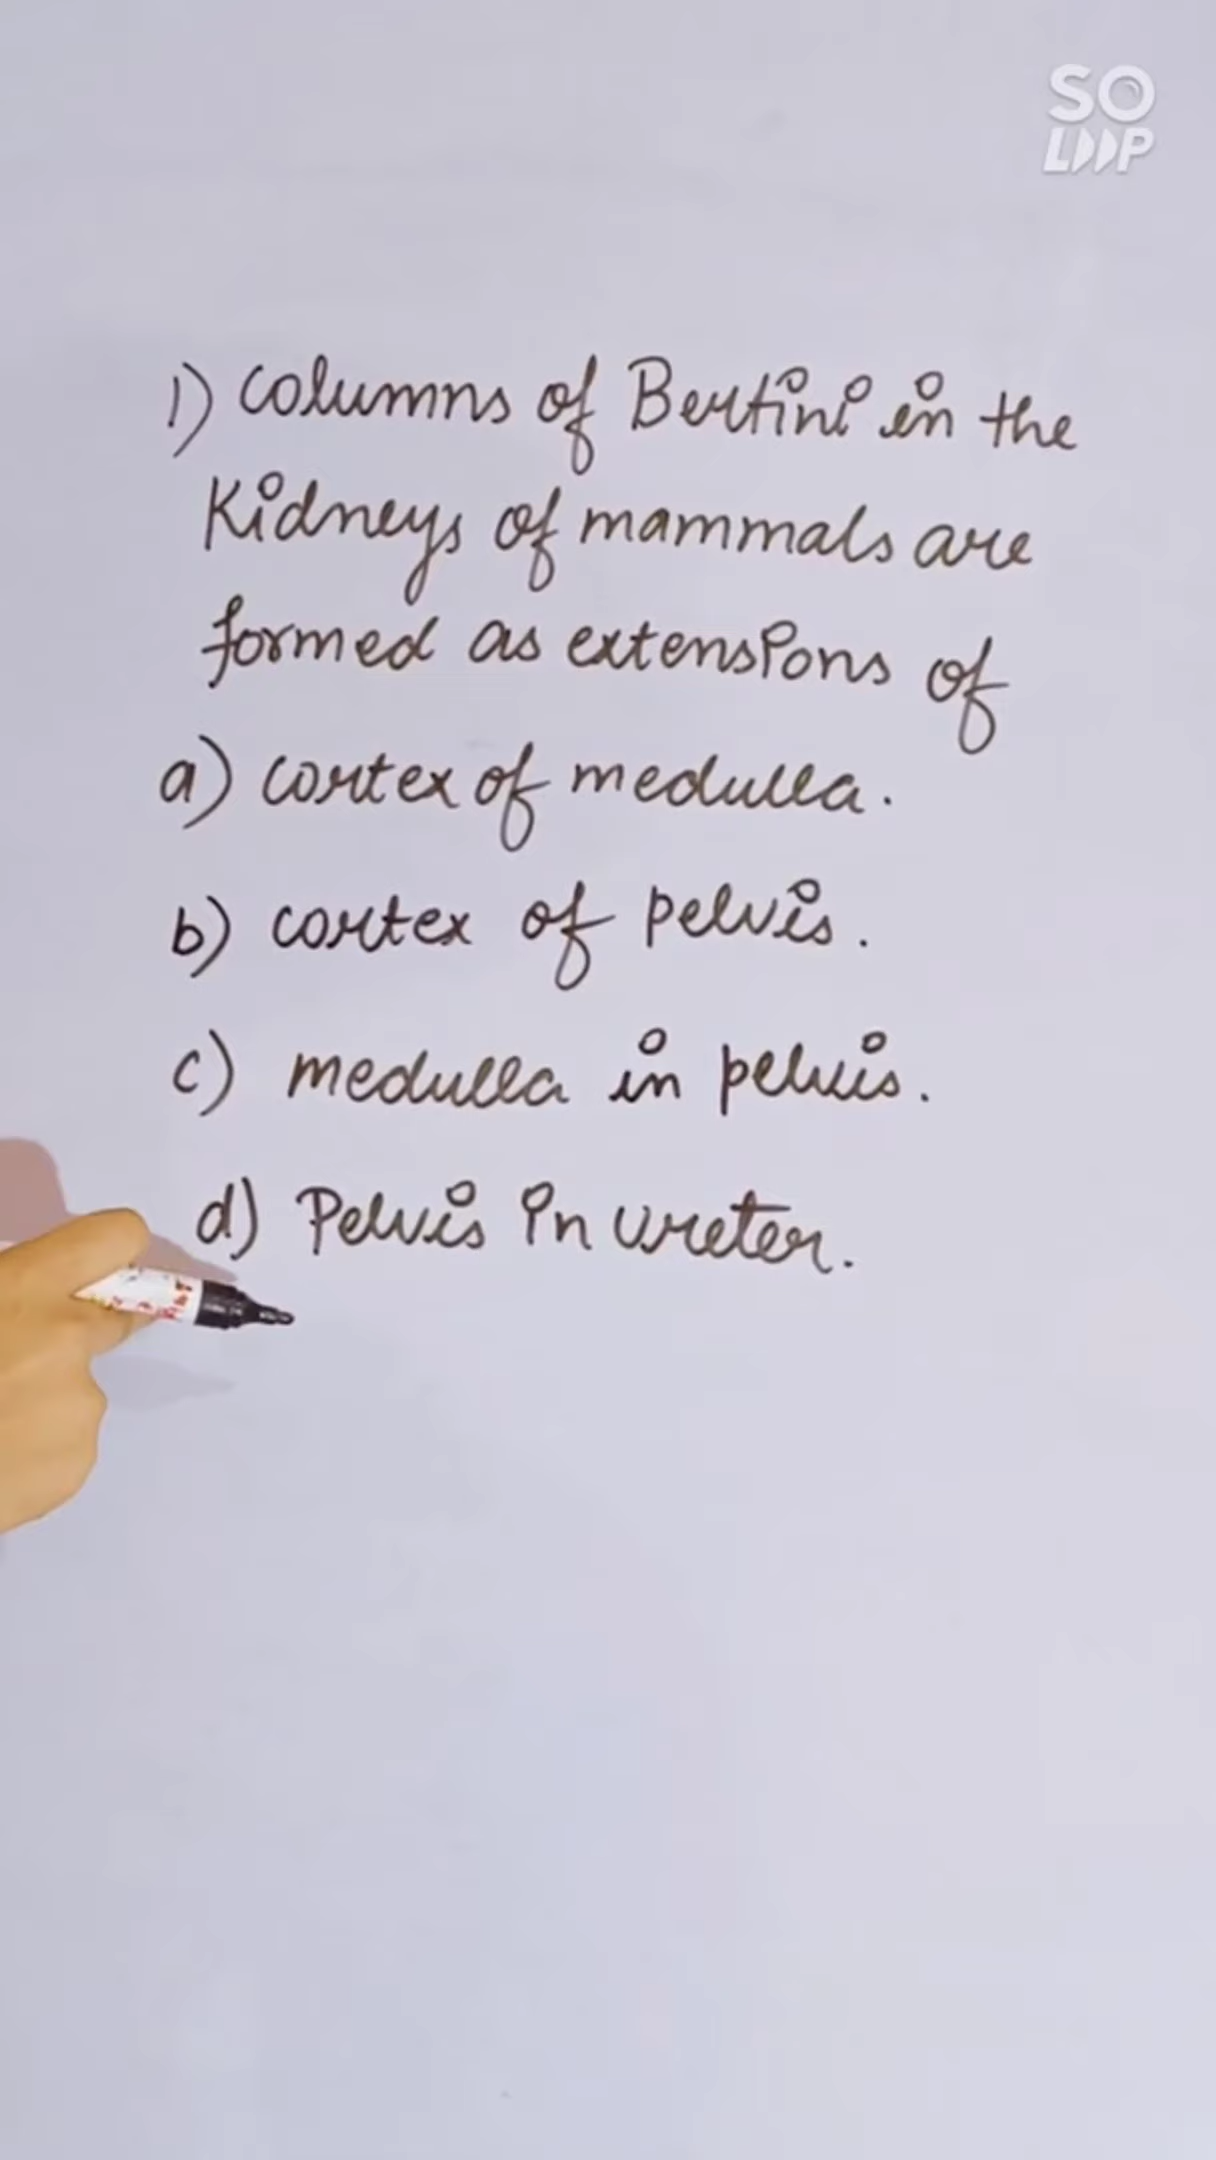 SO
LOOP
1) columns of Bertini in the
Kidneys of mammals are
formed as extensions of
a) cortex of medulla.
b) cortex of pelvis.
c) medulla in pelvis.
d) Pelvis in ureter.